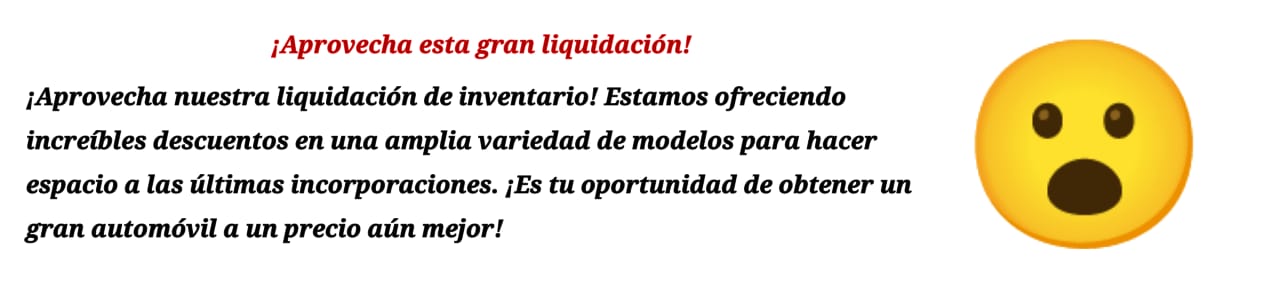 ¡Aprovecha esta gran liquidación!
¡Aprovecha nuestra liquidación de inventario! Estamos ofreciendo
increíbles descuentos en una amplia variedad de modelos para hacer
espacio a las últimas incorporaciones. ¡Es tu oportunidad de obtener un
gran automóvil a un precio aún mejor!